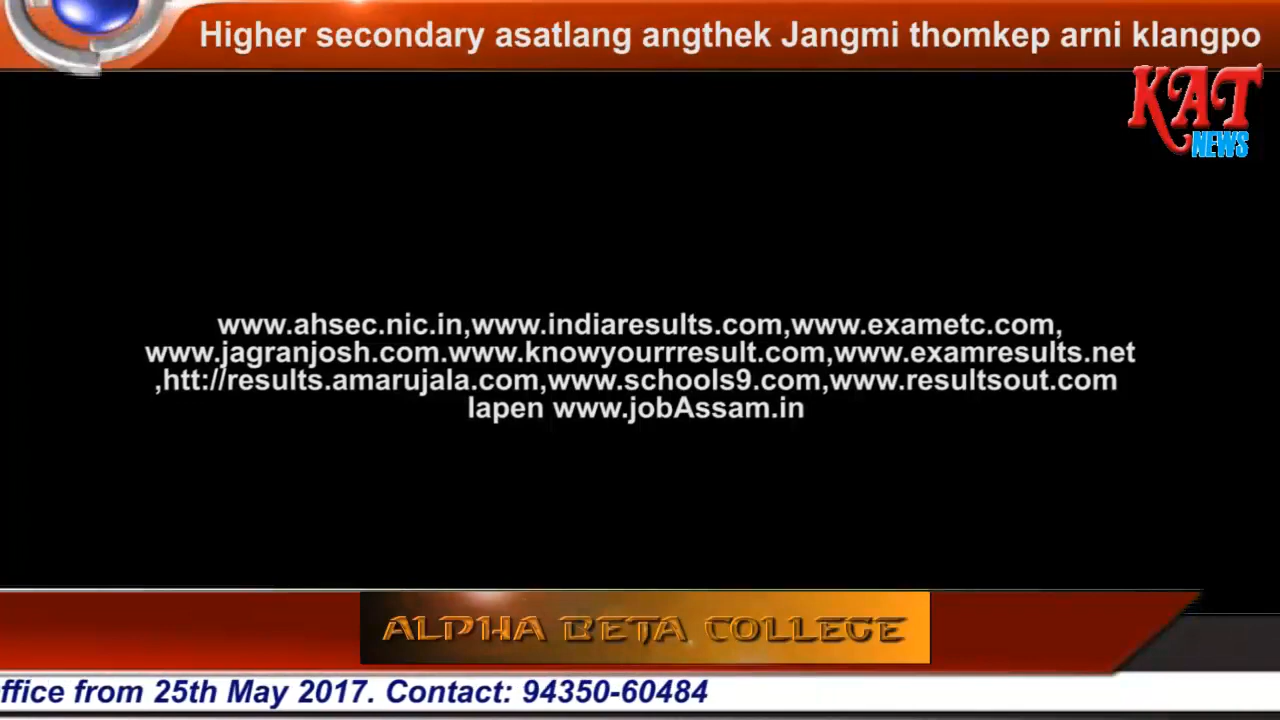 Higher secondary asatlang angthek Jangmi thomkep arni klangpo
KAT
NEWS
www.ahsec.nic.in,www.indiaresults.com,www.exametc.com,
www.jagranjosh.com.www.knowyourrresult.com,www.examresults.net
,htt://results.amarujala.com,www.schools9.com,www.resultsout.com
lapen www.jobAssam.in
ALPHA BETA COLLEGE
ffice from 25th May 2017. Contact: 94350-60484